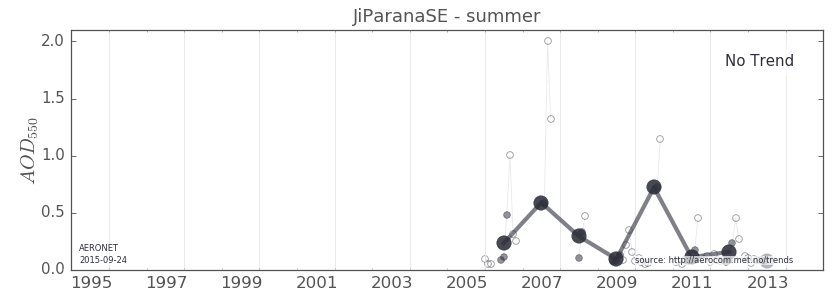 JiParanaSE - summer
2.0
No Trend
1.5
AOD550
1.0
0.5
AERONET
2015-09-24
source: http://aerocom.met.no/trends
0.0
1995 1997 1999 2001 2003 2005 2007 2009 2011 2013